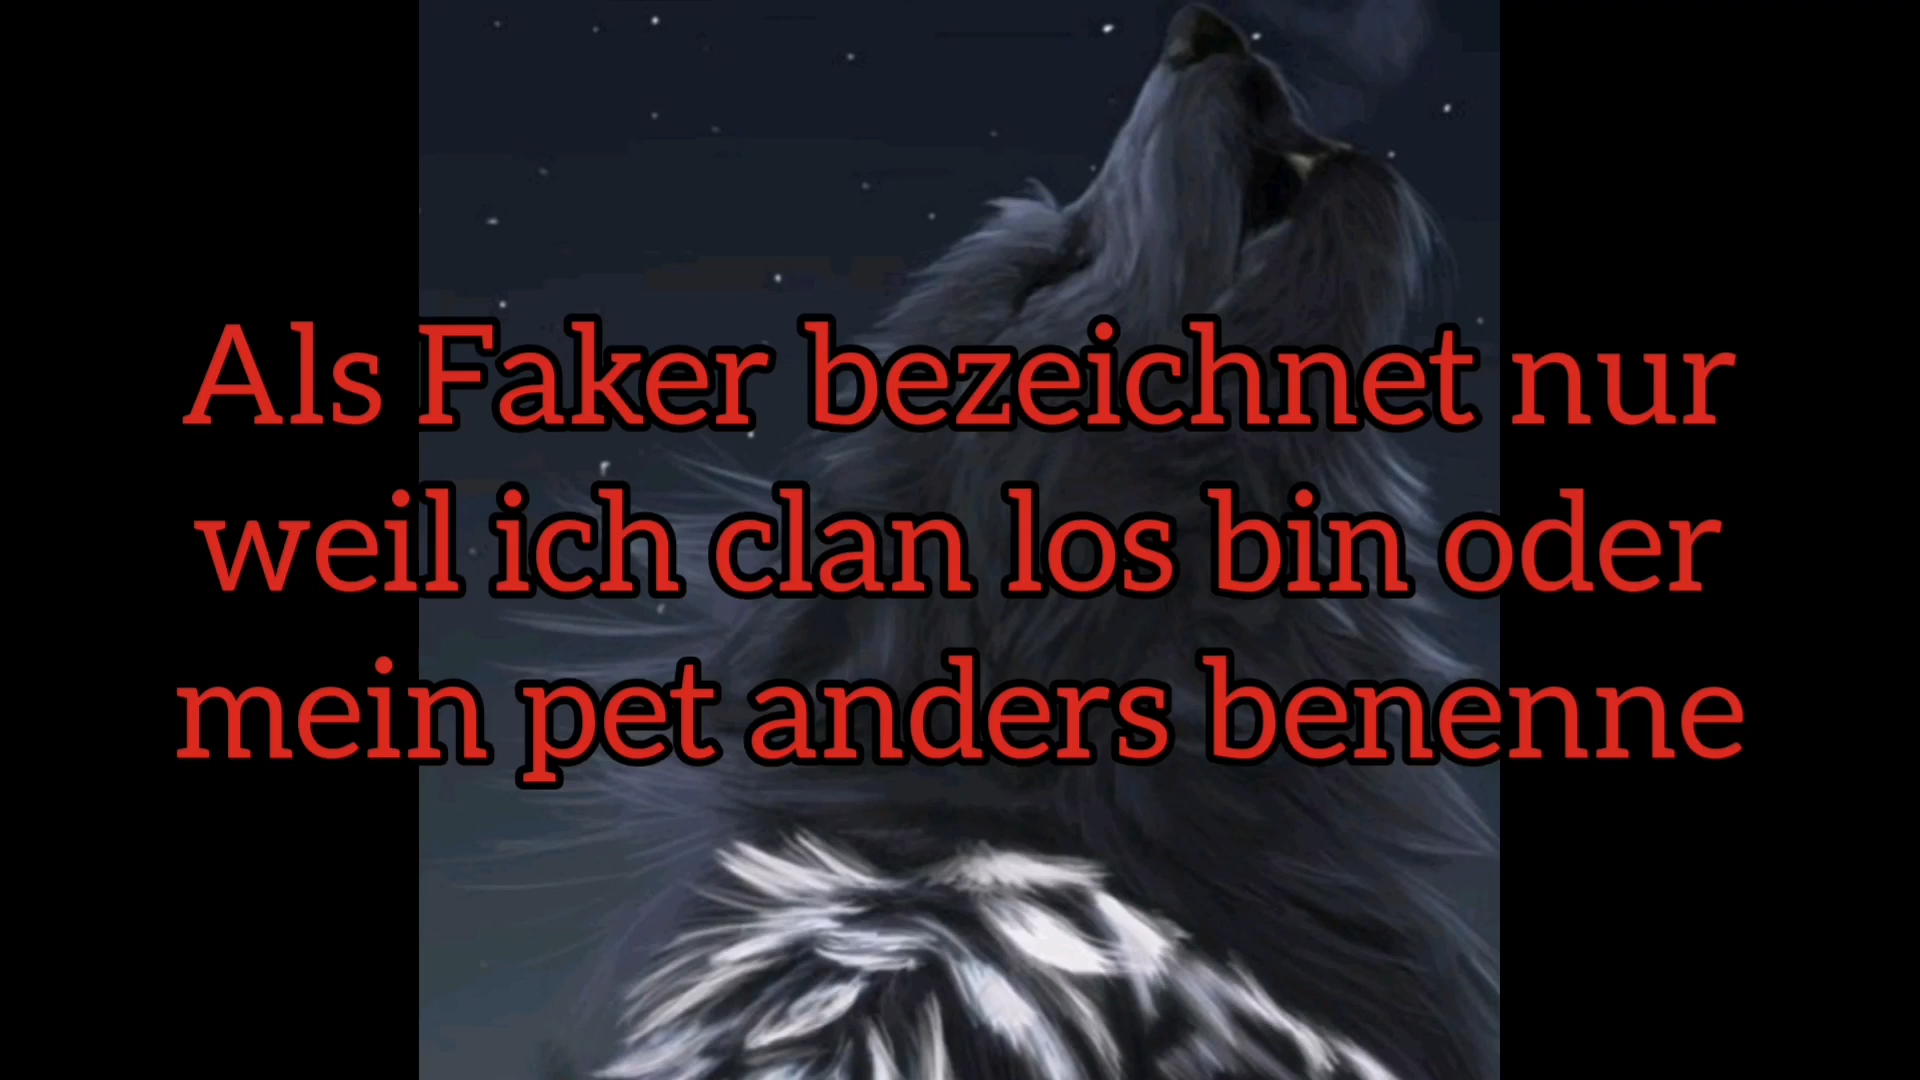 Als Faker bezeichnet nur
weil ich clan los bin oder
mein pet anders benenne